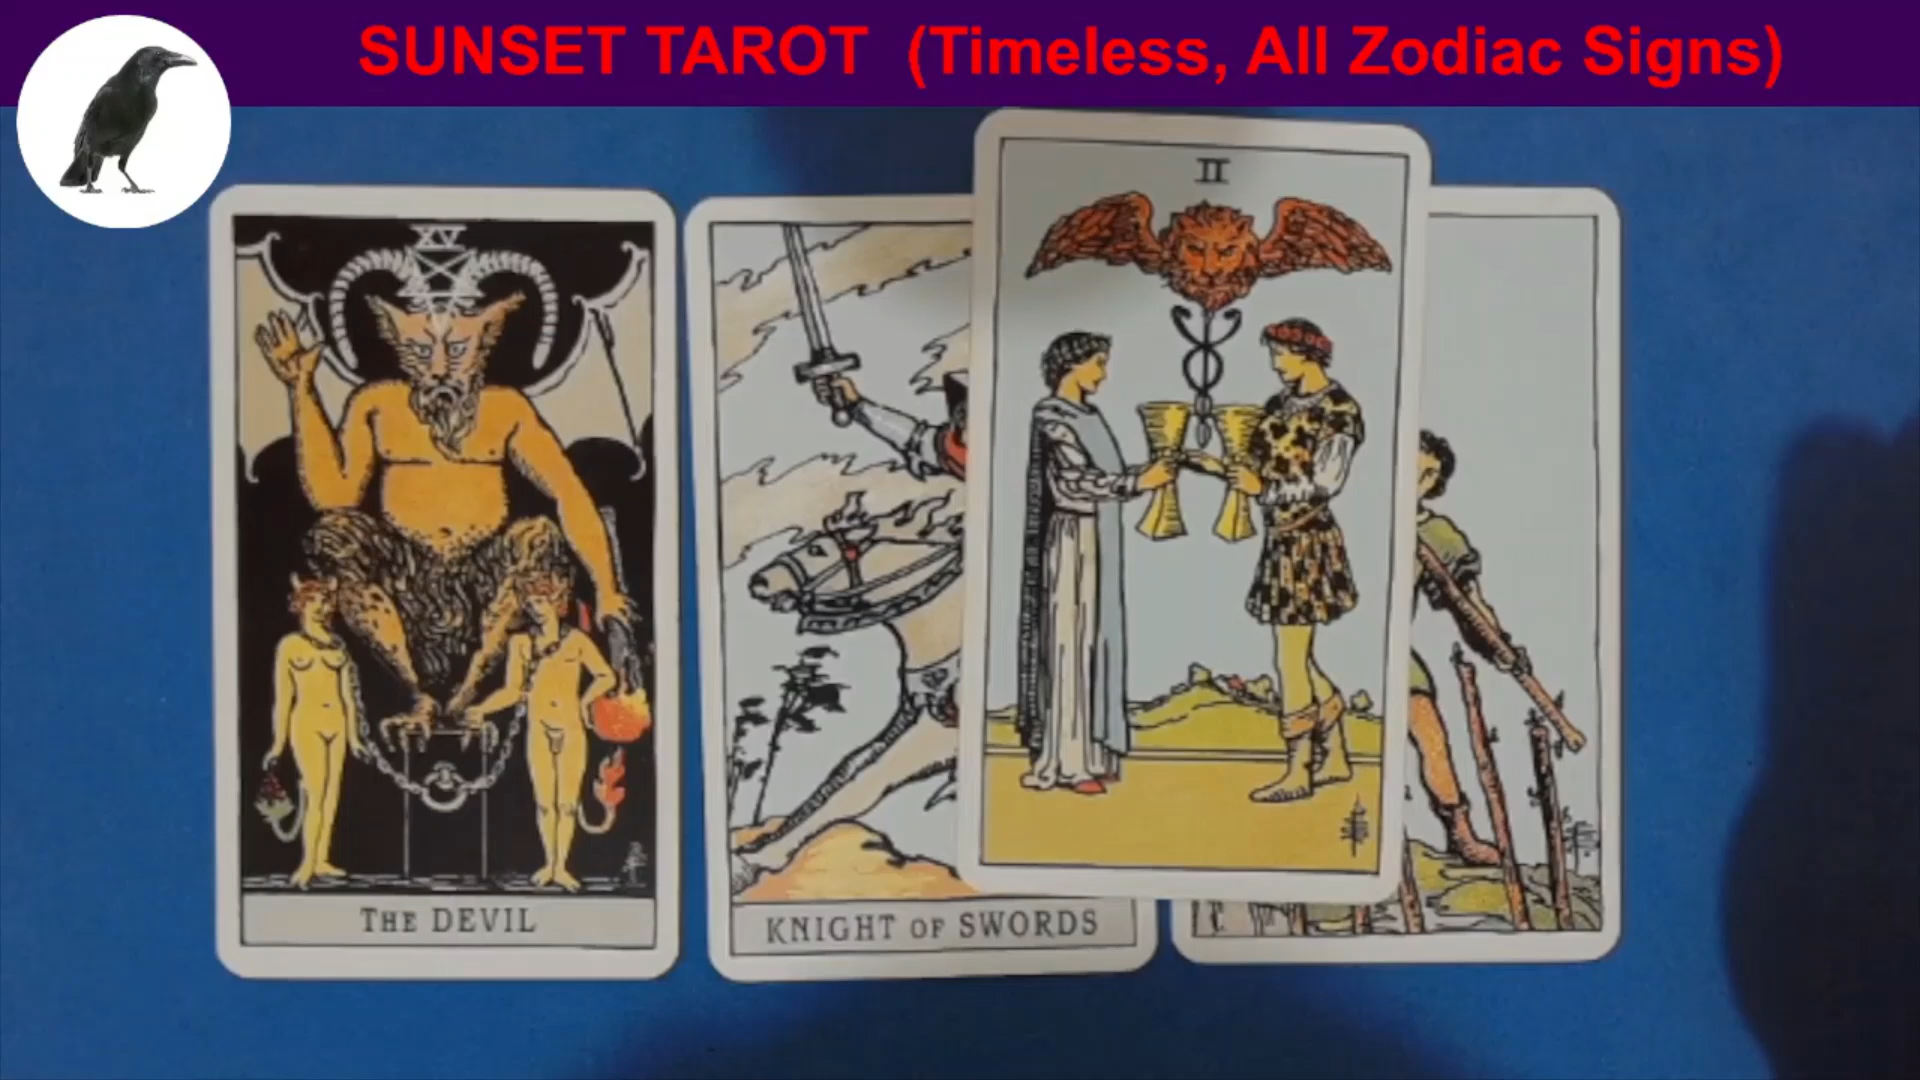 SUNSET TAROT (Timeless, All Zodiac Signs)
XV
II
THE DEVIL
KNIGHT OF SWORDS